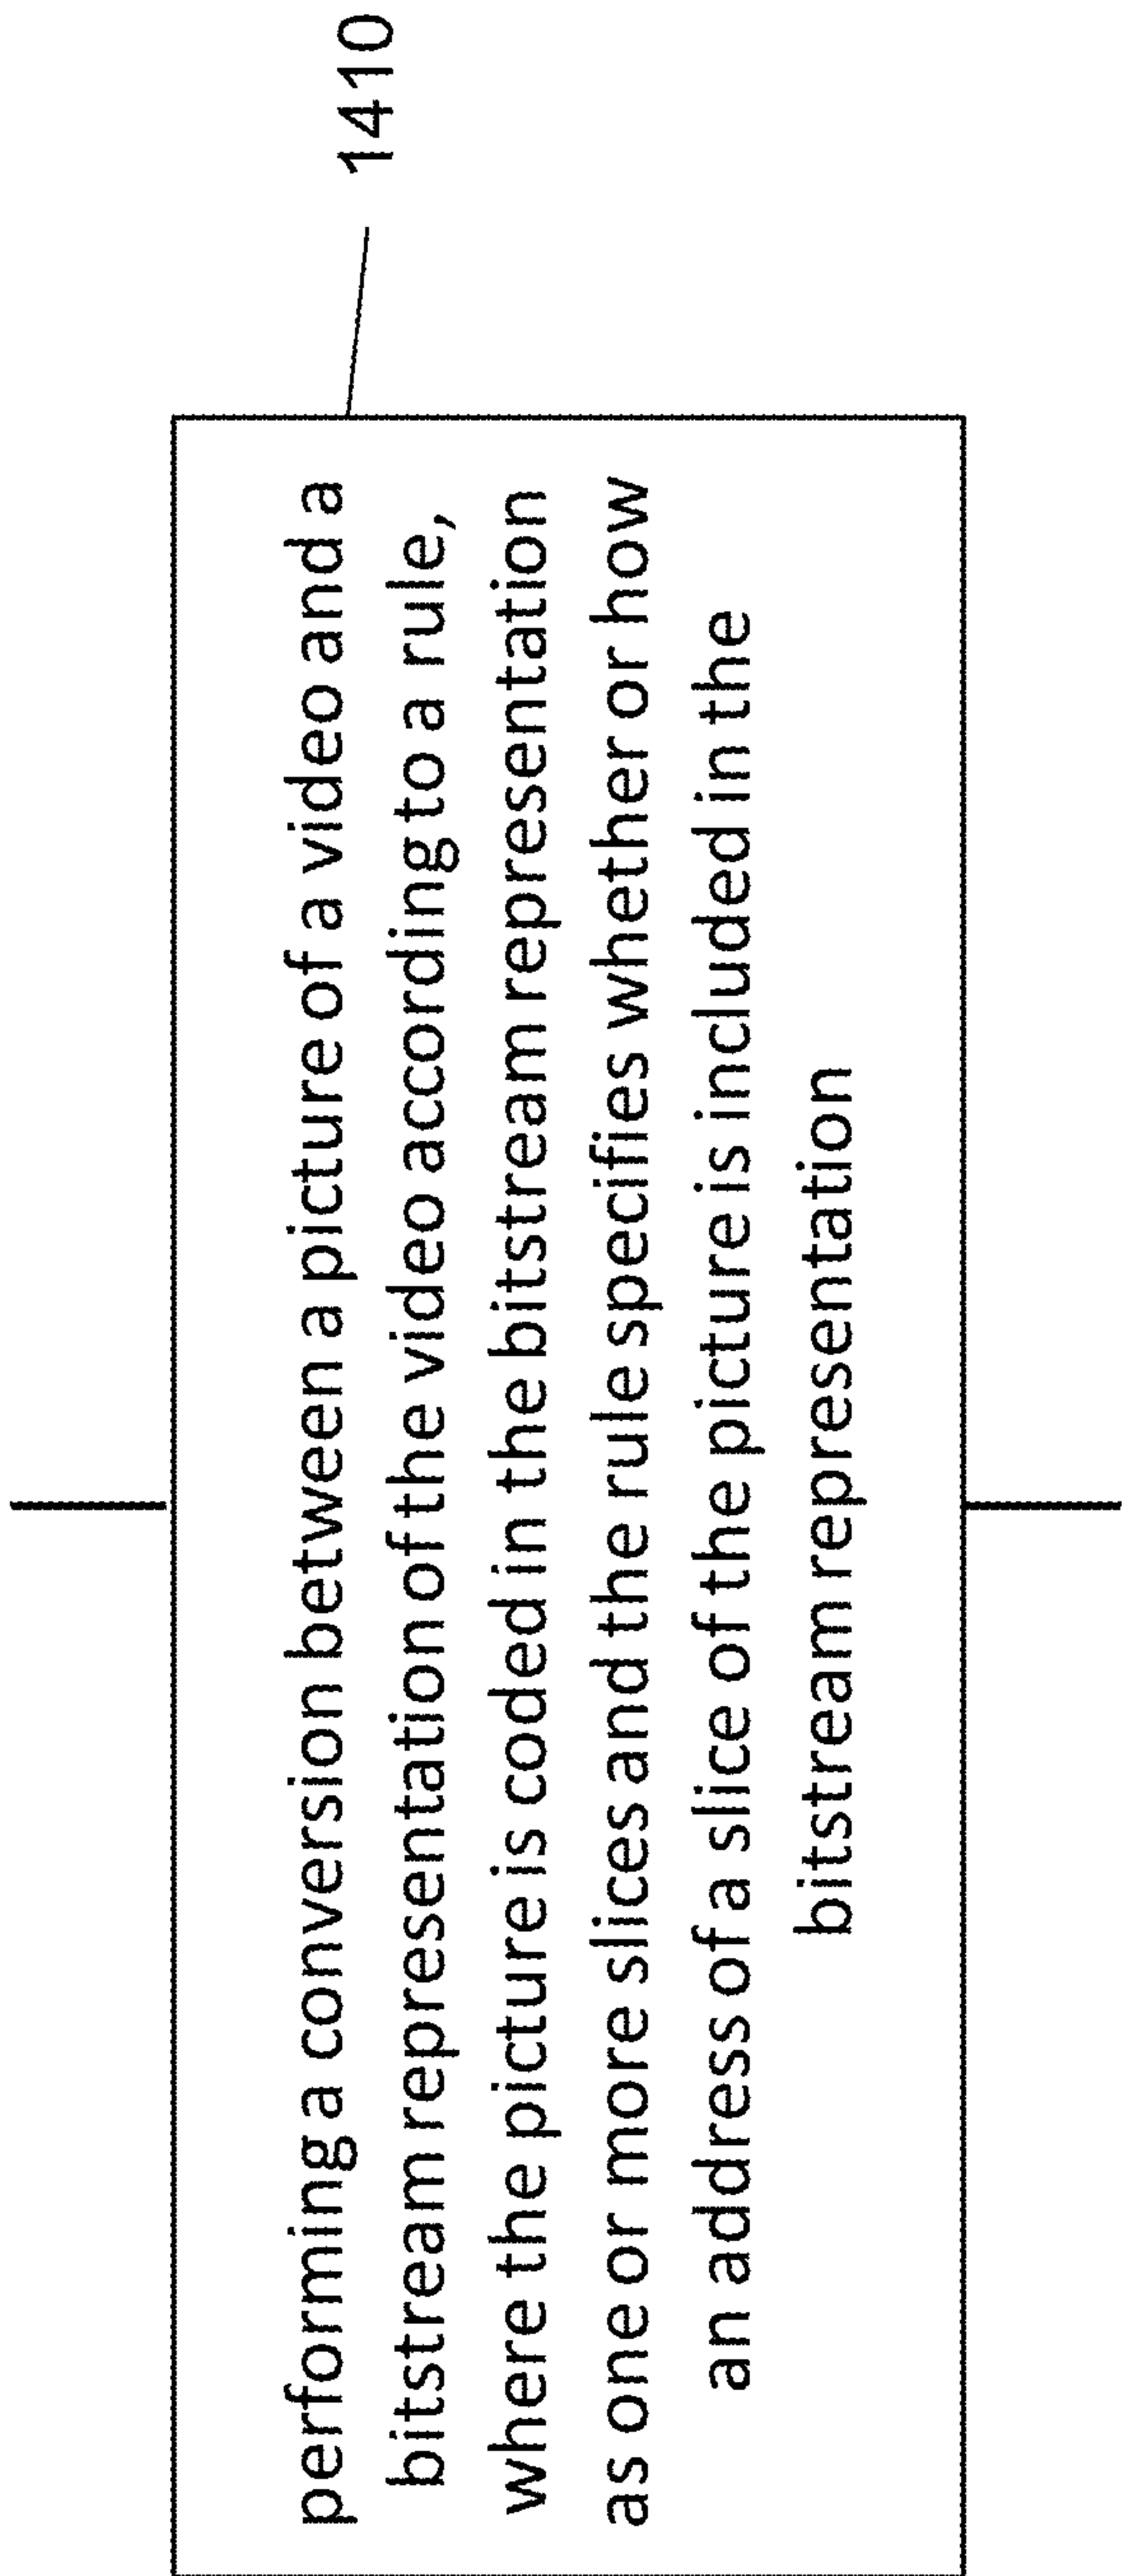 performing a conversion between a picture of a video and a
bitstream representation of the video according to a rule,
where the picture is coded in the bitstream representation
as one or more slices and the rule specifies whether or how
an address of a slice of the picture is included in the
bitstream representation
1410